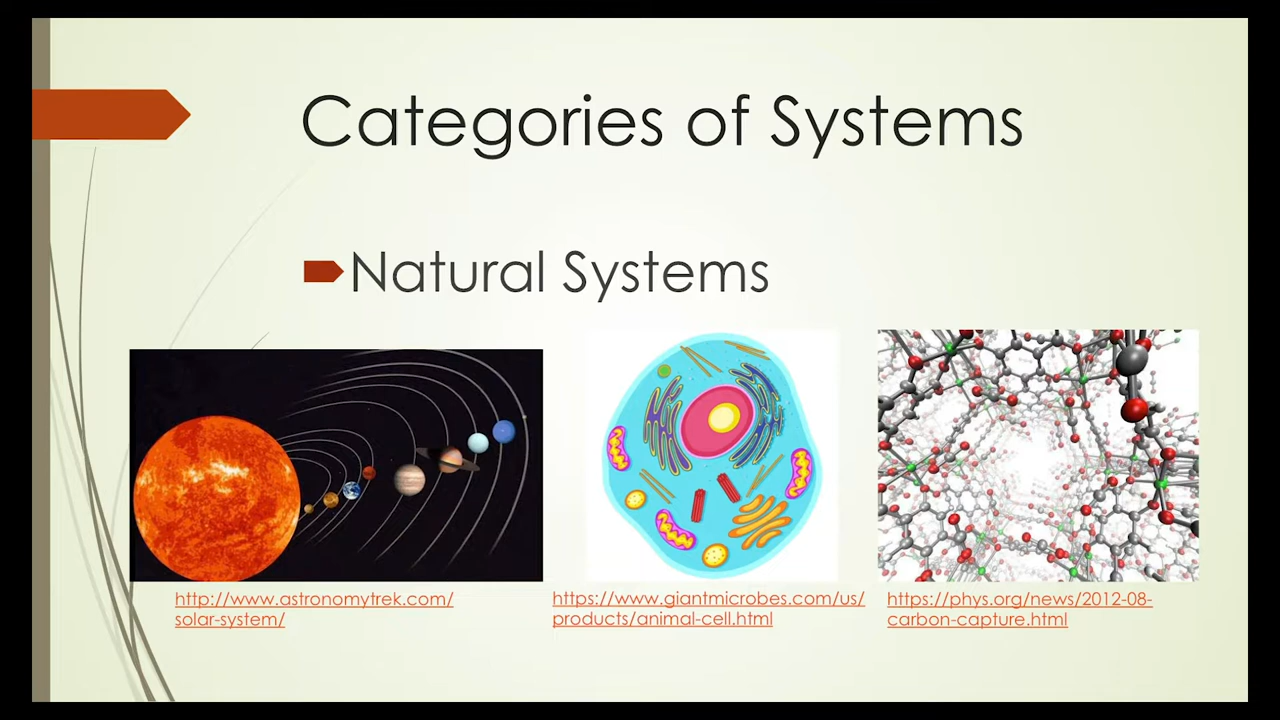 Categories of Systems
Natural Systems
http://www.astronomytrek.com/
solar-system/
https://www.giantmicrobes.com/us/
products/animal-cell.html
https://phys.org/news/2012-08-
carbon-capture.html